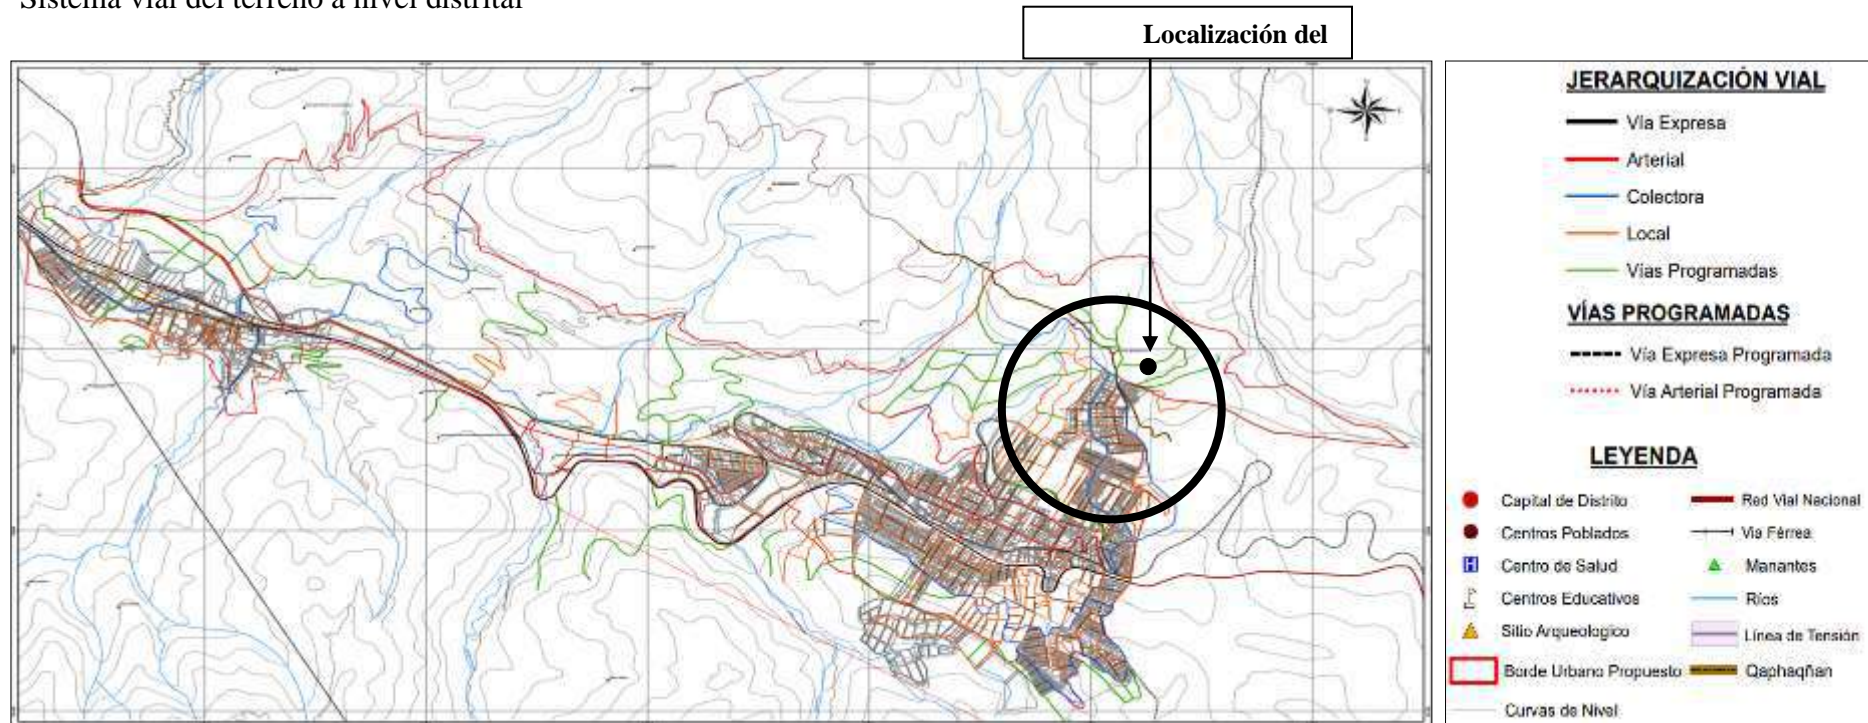 Sistema vial del terreno a nivel distrital
Localización del
JERARQUIZACIÓN VIAL
Vía Expresa
Arterial
Colectora
Local
Vías Programadas
VÍAS PROGRAMADAS
Vía Expresa Programada
Vía Arterial Programada
LEYENDA
Capital de Distrito
Red Vial Nacional
Centros Poblados
Via Férrea
Centro de Salud
Manantes
Centros Educativos
Ríos
Sitio Arqueologico
Línea de Tensión
Borde Urbano Propuesto
Qaphaqñan
Curvas de Nivel